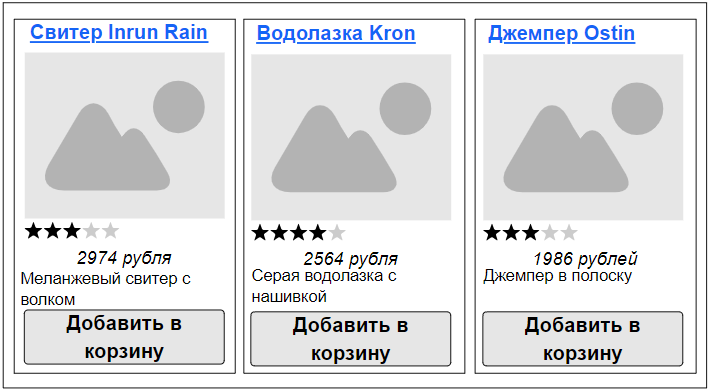 Свитер Inrun Rain
2974 рубля
Меланжевый свитер с
волком
Добавить в
корзину
Водолазка Kron
2564 рубля
Серая водолазка с
нашивкой
Добавить в
корзину
Джемпер Ostin
1986 рублей
Джемпер в полоску
Добавить в
корзину